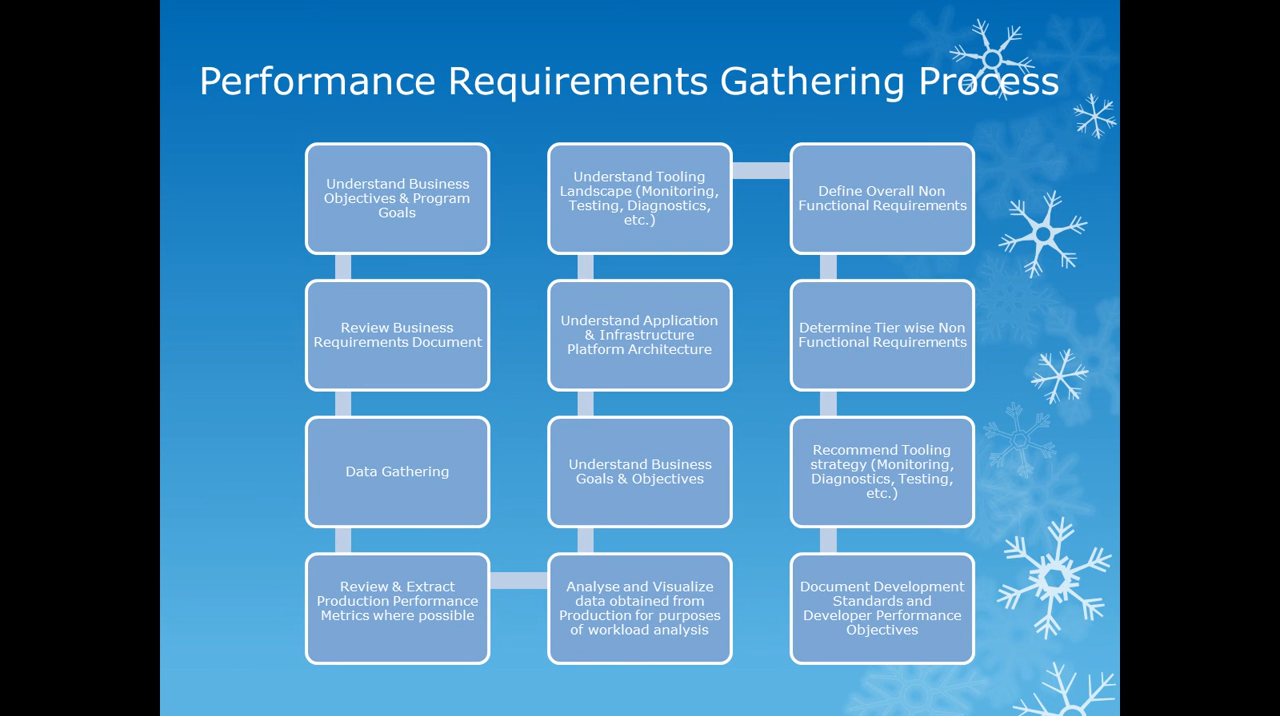 Performance Requirements Gathering Process
Understand Business
Objectives & Program
Goals
Review Business
Requirements Document
Data Gathering
Review & Extract
Production Performance
Metrics where possible
Analyse and Visualize
data obtained from
Production for purposes
of workload analysis
Understand Business
Goals & Objectives
Understand Application
& Infrastructure
Platform Architecture
Understand Tooling
Landscape (Monitoring,
Testing, Diagnostics,
etc.)
Define Overall Non
Functional Requirements
Determine Tier wise Non
Functional Requirements
Recommend Tooling
strategy (Monitoring,
Diagnostics, Testing,
etc.)
Document Development
Standards and
Developer Performance
Objectives